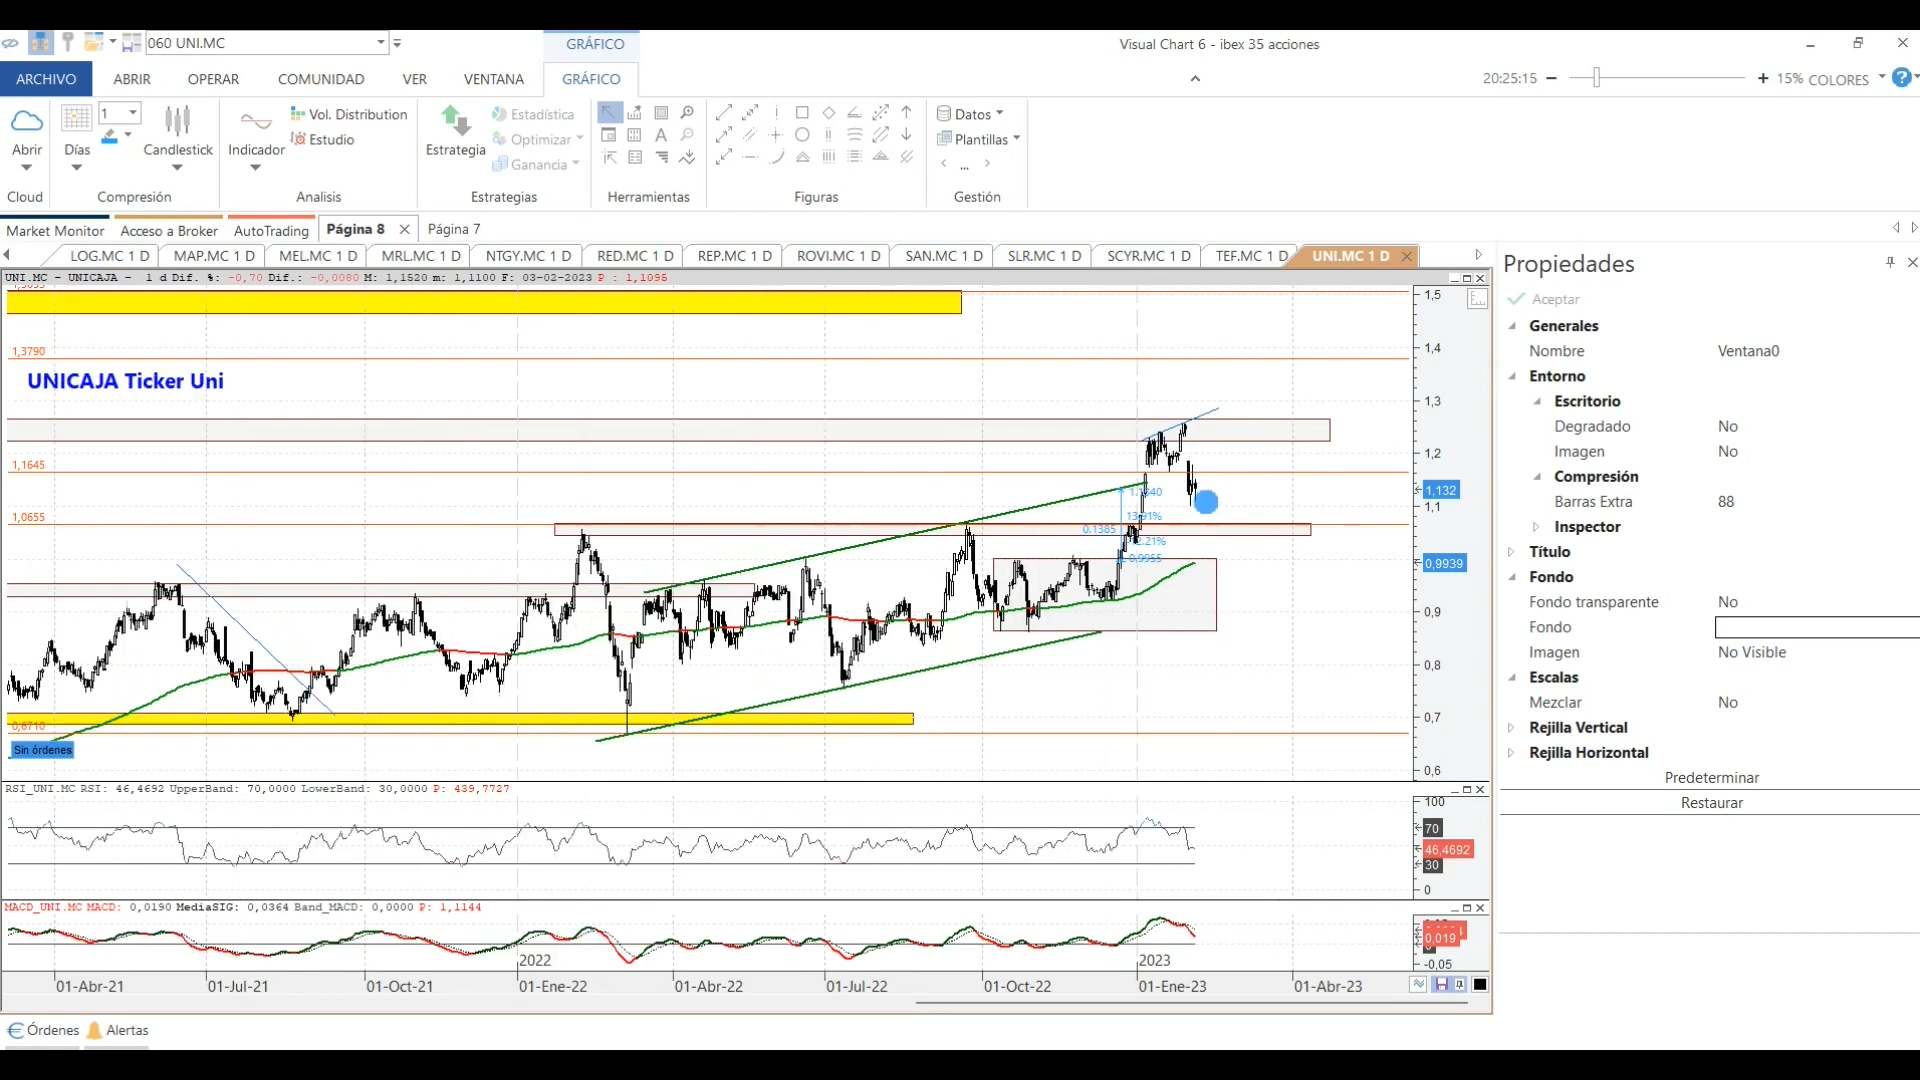 060 UNI.MC
GRÁFICO
Visual Chart 6 - ibex 35 acciones
ARCHIVO ABRIR OPERAR COMUNIDAD VER VENTANA GRÁFICO
20:25:15 15% COLORES
Abrir
Días
1
Candlestick
Indicador
Vol. Distribution
Estudio
Estrategia
Estadística
Optimizar
Ganancia
Datos
Plantillas
...
Cloud Compresión Analisis Estrategias Herramientas Figuras Gestión
Market Monitor Acceso a Broker AutoTrading Página 8 Página 7
LOG.MC 1 D MAP.MC 1 D MEL.MC 1 D MRL.MC 1 D NTGY.MC 1 D RED.MC 1 D REP.MC 1 D ROVI.MC 1 D SAN.MC 1 D SLR.MC 1 D SCYR.MC 1 D TEF.MC 1 D UNI.MC 1 D
UNI.MC - UNICAJA - 1 d Dif. %: -0,70 Dif.: -0,0080 M: 1,1520 m: 1,1100 F: 03-02-2023 P : 1,1095
1,5
1,3790
1,4
UNICAJA Ticker Uni
1,3
1,1645
1,2
1,132
1,1
1,0655
13,91%
0.1385
0,9955
0,9939
0,9
0,8
0,7
0,6710
Sin órdenes
0,6
RSI_UNI.MC RSI: 46,4692 UpperBand: 70,0000 LowerBand: 30,0000 P: 439,7727
100
70
46,4692
30
0
MACD_UNI.MC MACD: 0,0190 MediaSIG: 0,0364 Band_MACD: 0,0000 P: 1,1144
0,019
-0,05
2022 2023
01-Abr-21 01-Jul-21 01-Oct-21 01-Ene-22 01-Abr-22 01-Jul-22 01-Oct-22 01-Ene-23 01-Abr-23
Órdenes Alertas
Propiedades
Aceptar
Generales
Nombre Ventana0
Entorno
Escritorio
Degradado No
Imagen No
Compresión
Barras Extra 88
Inspector
Título
Fondo
Fondo transparente No
Fondo
Imagen No Visible
Escalas
Mezclar No
Rejilla Vertical
Rejilla Horizontal
Predeterminar
Restaurar